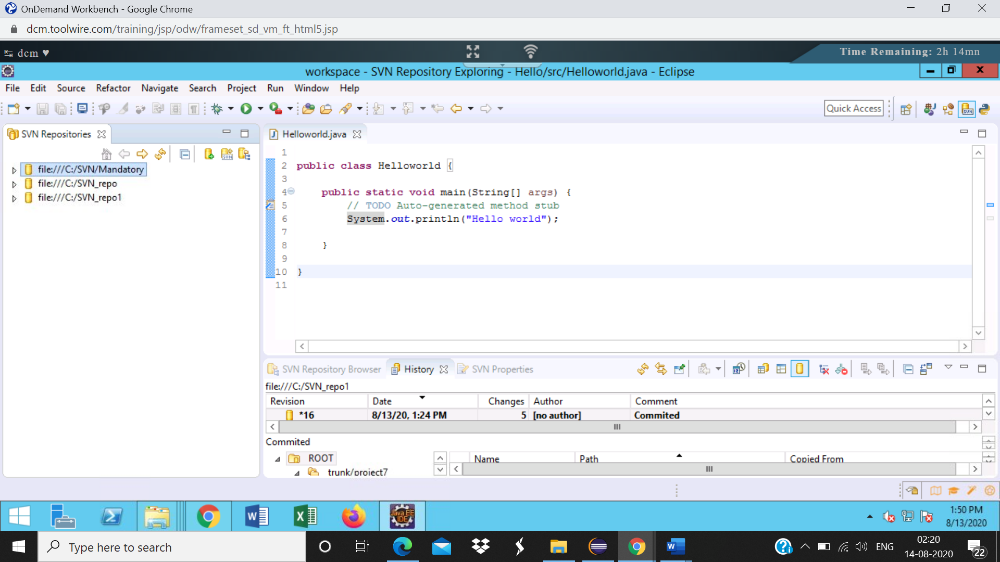 OnDemand Workbench - Google Chrome
dcm.toolwire.com/training/jsp/odw/frameset_sd_vm_ft_html5.jsp
dcm ♥
Time Remaining: 2h 14mn
workspace - SVN Repository Exploring - Hello/src/Helloworld.java - Eclipse
File Edit Source Refactor Navigate Search Project Run Window Help
Quick Access
SVN Repositories
file:///C:/SVN/Mandatory
file:///C:/SVN_repo
file:///C:/SVN_repo1
Helloworld.java
1
2 public class Helloworld {
3
4 public static void main(String[] args) {
5 // TODO Auto-generated method stub
6 System.out.println("Hello world");
7
8 }
9
10 }
11
SVN Repository Browser History SVN Properties
file:///C:/SVN_repo1
Revision Date Changes Author Comment
*16 8/13/20, 1:24 PM 5 [no author] Commited
Commited
ROOT
trunk/project7
Name Path Copied From
Java EE
IDE
1:50 PM
8/13/2020
Type here to search
ENG
02:20
14-08-2020
22